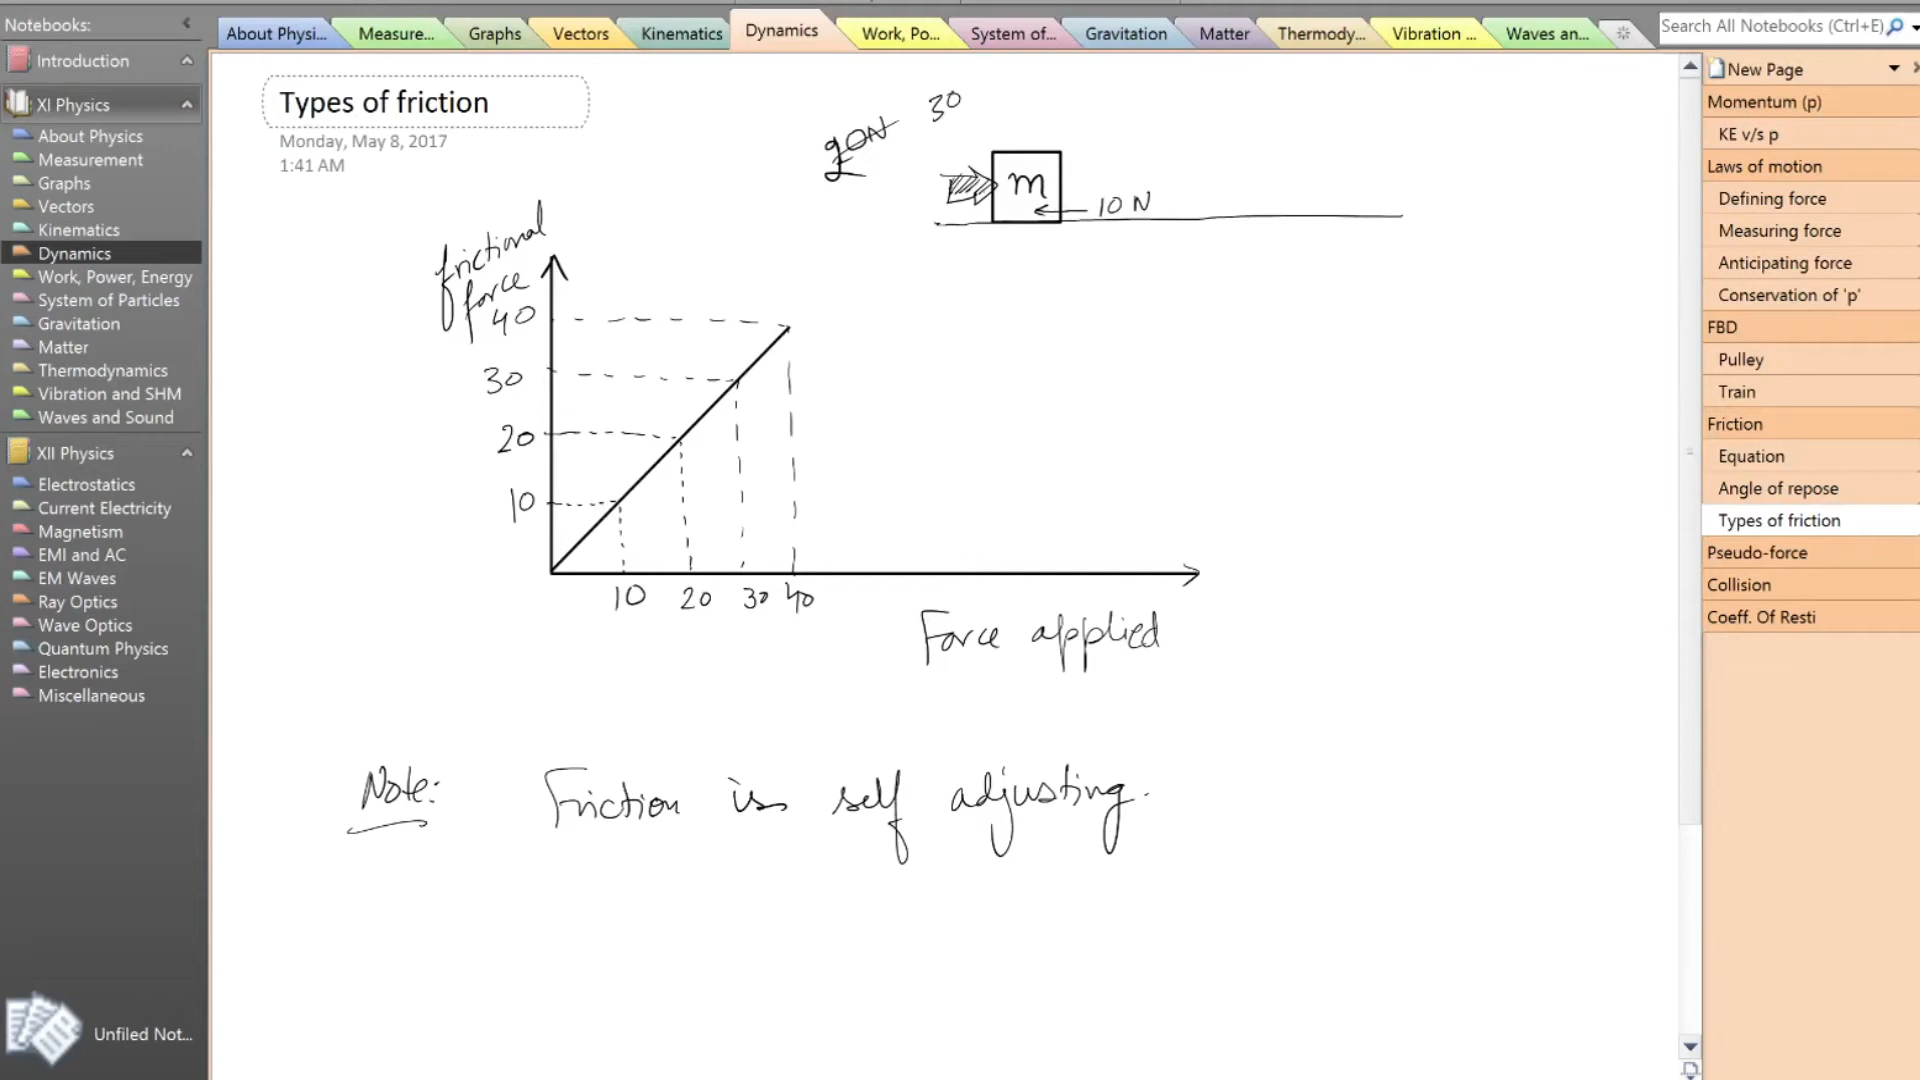 Notebooks:
Introduction
XI Physics
About Physics
Measurement
Graphs
Vectors
Kinematics
Dynamics
Work, Power, Energy
System of Particles
Gravitation
Matter
Thermodynamics
Vibration and SHM
Waves and Sound
XII Physics
Electrostatics
Current Electricity
Magnetism
EMI and AC
EM Waves
Ray Optics
Wave Optics
Quantum Physics
Electronics
Miscellaneous
Unfiled Not...
About Physi... Measure... Graphs Vectors Kinematics Dynamics Work, Po... System of... Gravitation Matter Thermody... Vibration ... Waves an...
Search All Notebooks (Ctrl+E)
Types of friction
Monday, May 8, 2017
1:41 AM
30
m
10 N
frictional
force
40
30
20
10
10 20 30 40
Force applied
Note: Friction is self adjusting.
New Page
Momentum (p)
KE v/s p
Laws of motion
Defining force
Measuring force
Anticipating force
Conservation of 'p'
FBD
Pulley
Train
Friction
Equation
Angle of repose
Types of friction
Pseudo-force
Collision
Coeff. Of Resti